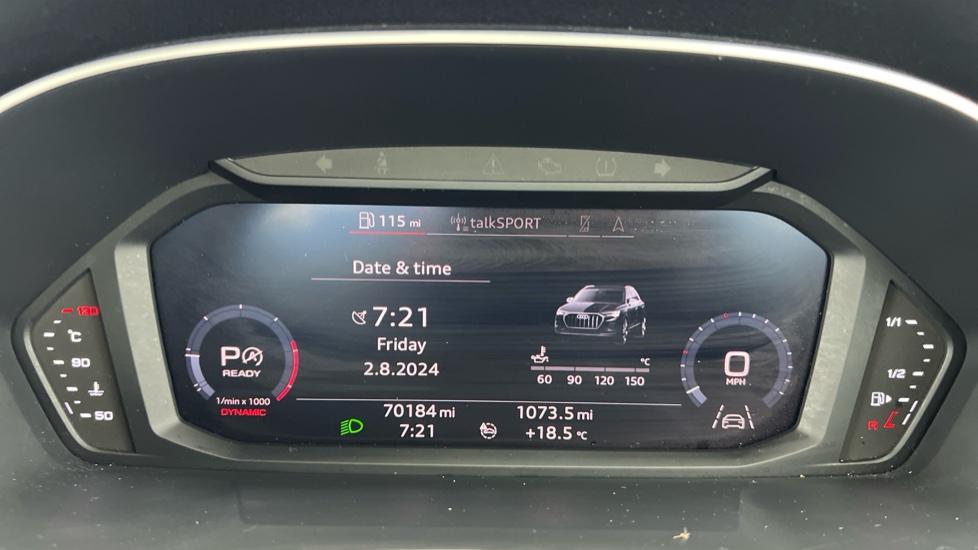 115 mi talkSPORT
Date & time
7:21
Friday
2.8.2024
P
READY
1/min x 1000
DYNAMIC
°C
60 90 120 150
0
MPH
70184 mi 1073.5 mi
7:21 +18.5 °C
130
°C
90
50
1/1
1/2
R